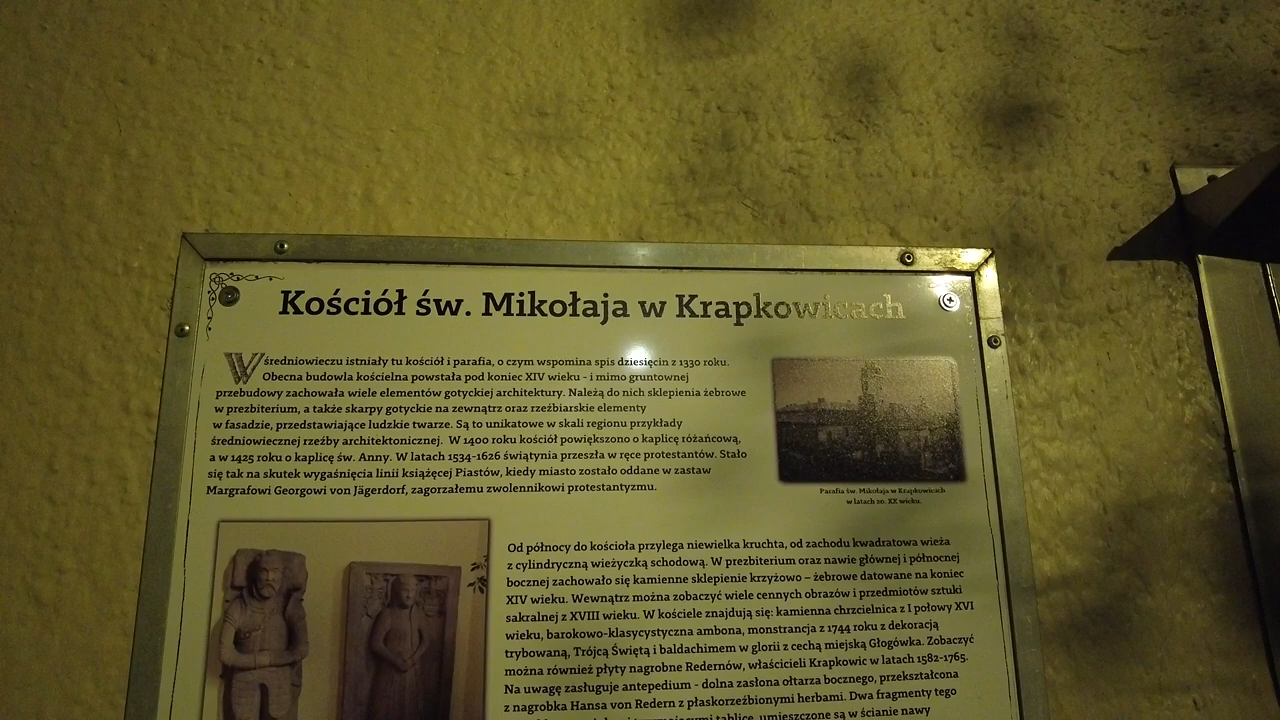 Kościół św. Mikołaja w Krapkowicach
W średniowieczu istniały tu kościół i parafia, o czym wspomina spis dziesięcin z 1330 roku.
Obecna budowla kościelna powstała pod koniec XIV wieku - i mimo gruntownej
przebudowy zachowała wiele elementów gotyckiej architektury. Należą do nich sklepienia żebrowe
w prezbiterium, a także skarpy gotyckie na zewnątrz oraz rzeźbiarskie elementy
w fasadzie, przedstawiające ludzkie twarze. Są to unikatowe w skali regionu przykłady
średniowiecznej rzeźby architektonicznej. W 1400 roku kościół powiększono o kaplicę różańcową,
a w 1425 roku o kaplicę św. Anny. W latach 1534-1626 świątynia przeszła w ręce protestantów. Stało
się tak na skutek wygaśnięcia linii książęcej Piastów, kiedy miasto zostało oddane w zastaw
Margrafowi Georgowi von Jägerdorf, zagorzałemu zwolennikowi protestantyzmu.
Parafia św. Mikołaja w Krapkowicach
w latach 20. XX wieku.
Od północy do kościoła przylega niewielka kruchta, od zachodu kwadratowa wieża
z cylindryczną wieżyczką schodową. W prezbiterium oraz nawie głównej i północnej
bocznej zachowało się kamienne sklepienie krzyżowo – żebrowe datowane na koniec
XIV wieku. Wewnątrz można zobaczyć wiele cennych obrazów i przedmiotów sztuki
sakralnej z XVIII wieku. W kościele znajdują się: kamienna chrzcielnica z I połowy XVI
wieku, barokowo-klasycystyczna ambona, monstrancja z 1744 roku z dekoracją
trybowaną, Trójcą Świętą i baldachimem w glorii z cechą miejską Głogówka. Zobaczyć
można również płyty nagrobne Redernów, właścicieli Krapkowic w latach 1582-1765.
Na uwagę zasługuje antepedium - dolna zasłona ołtarza bocznego, przekształcona
z nagrobka Hansa von Redern z płaskorzeźbionymi herbami. Dwa fragmenty tego
tablicę, umieszczone są w ścianie nawy